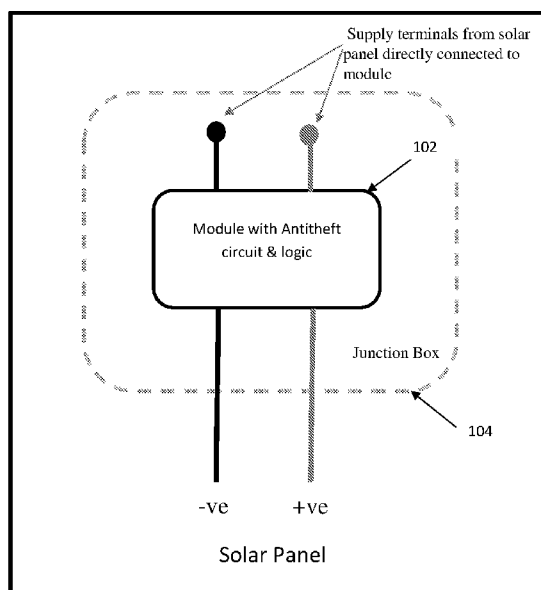 Supply terminals from solar
panel directly connected to
module
102
Module with Antitheft
circuit & logic
Junction Box
104
-ve +ve
Solar Panel